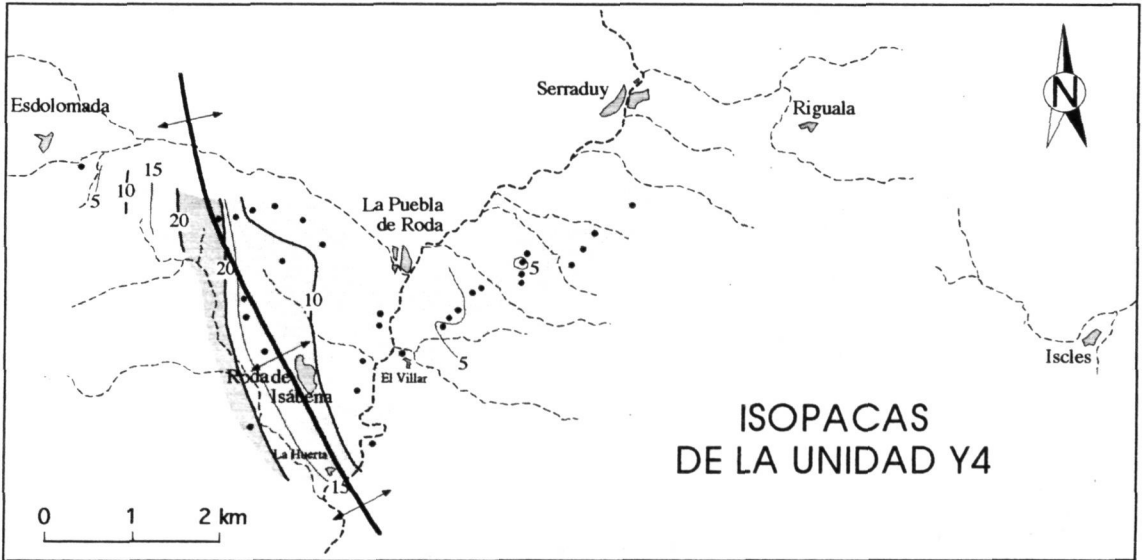 N
Serraduy
Esdolomada
Riguala
15
5
10
20
La Puebla
de Roda
20
5
10
5
Iscles
El Villar
Roda de
Isábena
ISOPACAS
DE LA UNIDAD Y4
La Huerta
15
0 1 2 km